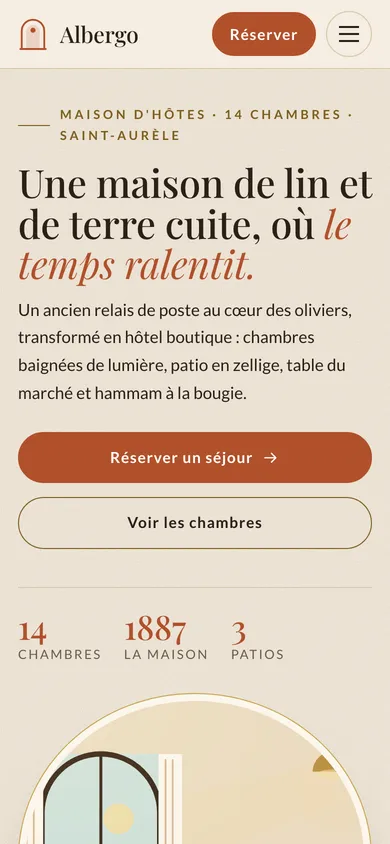 Albergo
Réserver
MAISON D'HÔTES · 14 CHAMBRES ·
SAINT-AURÈLE
Une maison de lin et
de terre cuite, où le
temps ralentit.
Un ancien relais de poste au cœur des oliviers,
transformé en hôtel boutique : chambres
baignées de lumière, patio en zellige, table du
marché et hammam à la bougie.
Réserver un séjour →
Voir les chambres
14 1887 3
CHAMBRES LA MAISON PATIOS